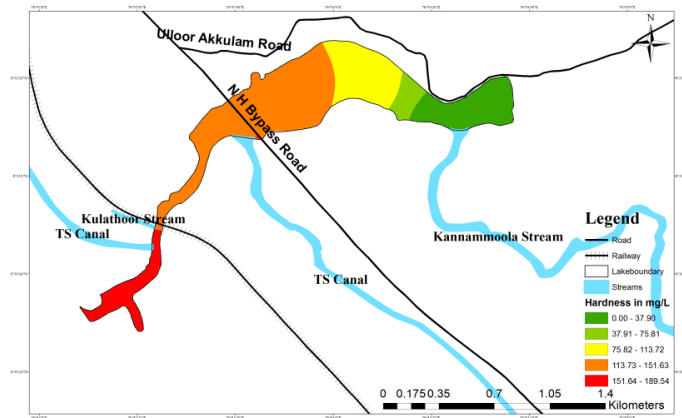 N
Ulloor Akkulam Road
N H Bypass Road
Kulathoor Stream
TS Canal
Kannammoola Stream
TS Canal
Legend
Road
Railway
Lakeboundary
Streams
Hardness in mg/L
0.00 - 37.90
37.91 - 75.81
75.82 - 113.72
113.73 - 151.63
151.64 - 189.54
0 0.175 0.35 0.7 1.05 1.4
Kilometers